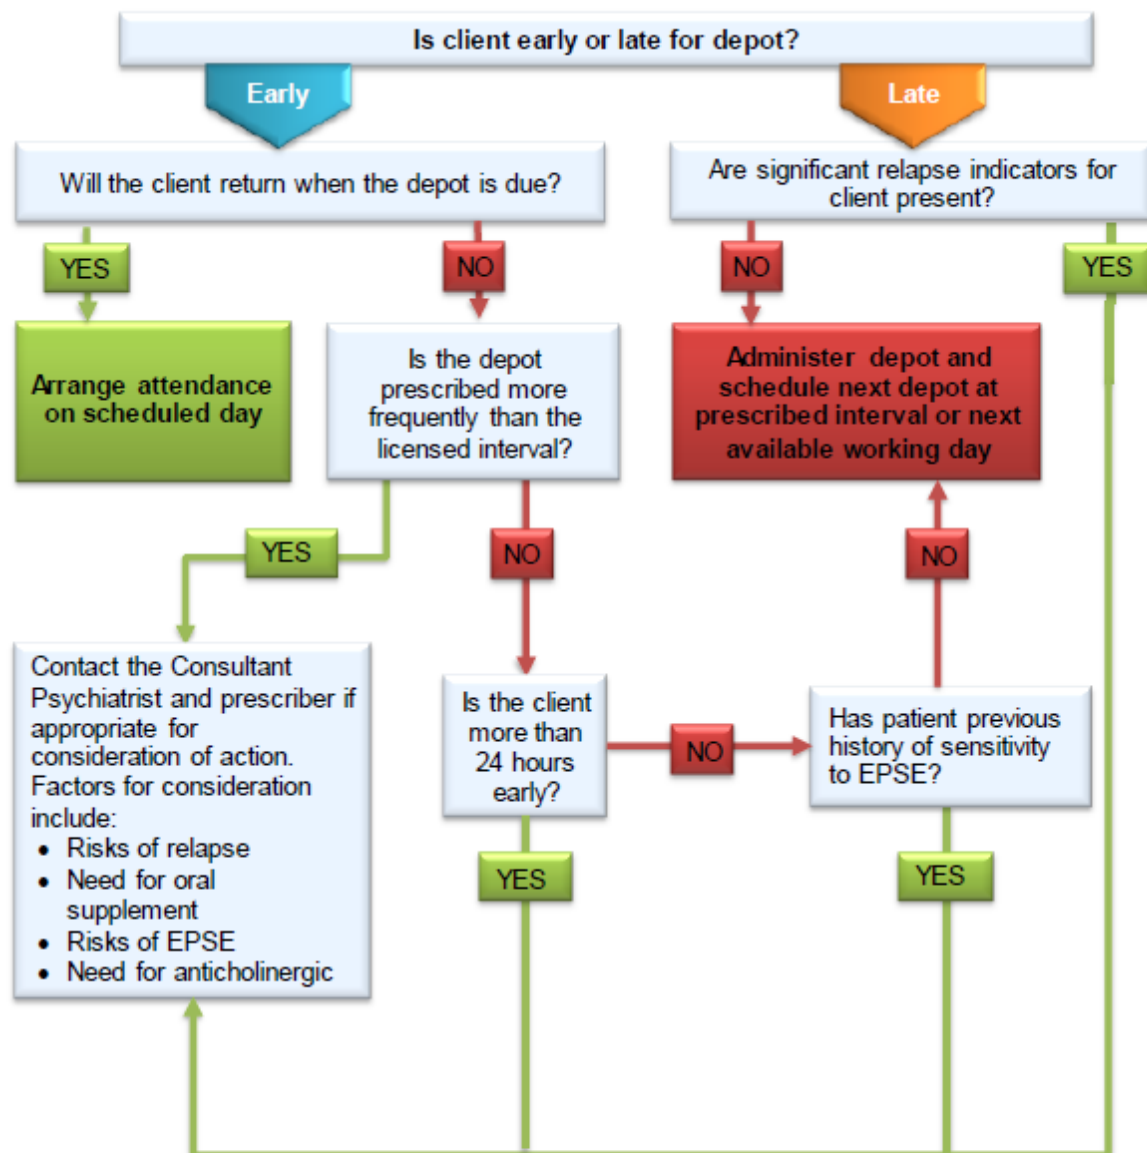 Is client early or late for depot?
Early
Late
Will the client return when the depot is due?
Are significant relapse indicators for
client present?
YES
NO
NO
YES
Arrange attendance
on scheduled day
Is the depot
prescribed more
frequently than the
licensed interval?
Administer depot and
schedule next depot at
prescribed interval or next
available working day
YES
NO
NO
Contact the Consultant
Psychiatrist and prescriber if
appropriate for
consideration of action.
Factors for consideration
include:
• Risks of relapse
• Need for oral
supplement
• Risks of EPSE
• Need for anticholinergic
Is the client
more than
24 hours
early?
NO
Has patient previous
history of sensitivity
to EPSE?
YES
YES